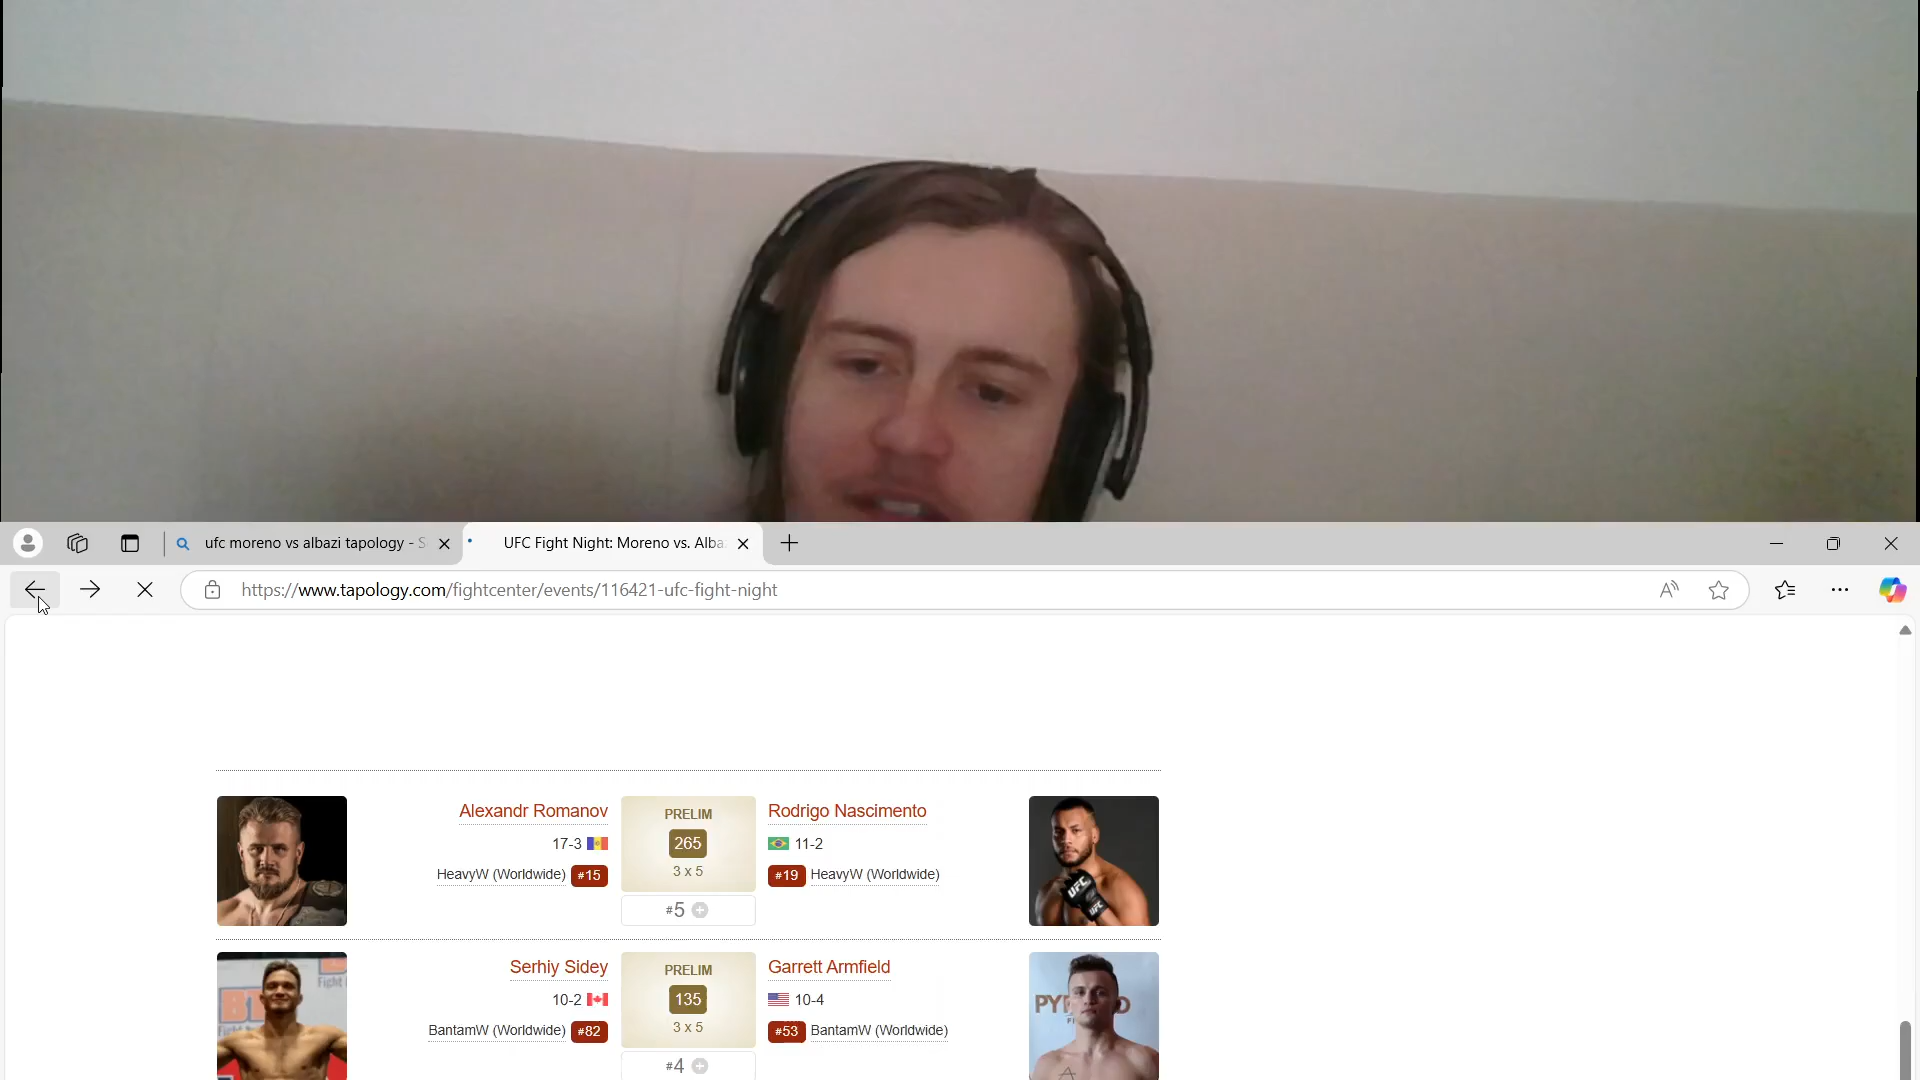 ufc moreno vs albazi tapology - S
UFC Fight Night: Moreno vs. Alba
https://www.tapology.com/fightcenter/events/116421-ufc-fight-night
Alexandr Romanov
17-3
HeavyW (Worldwide) #15
PRELIM
265
3 x 5
#5
Rodrigo Nascimento
11-2
#19 HeavyW (Worldwide)
UFC
UFC
Serhiy Sidey
10-2
BantamW (Worldwide) #82
PRELIM
135
3 x 5
#4
Garrett Armfield
10-4
#53 BantamW (Worldwide)